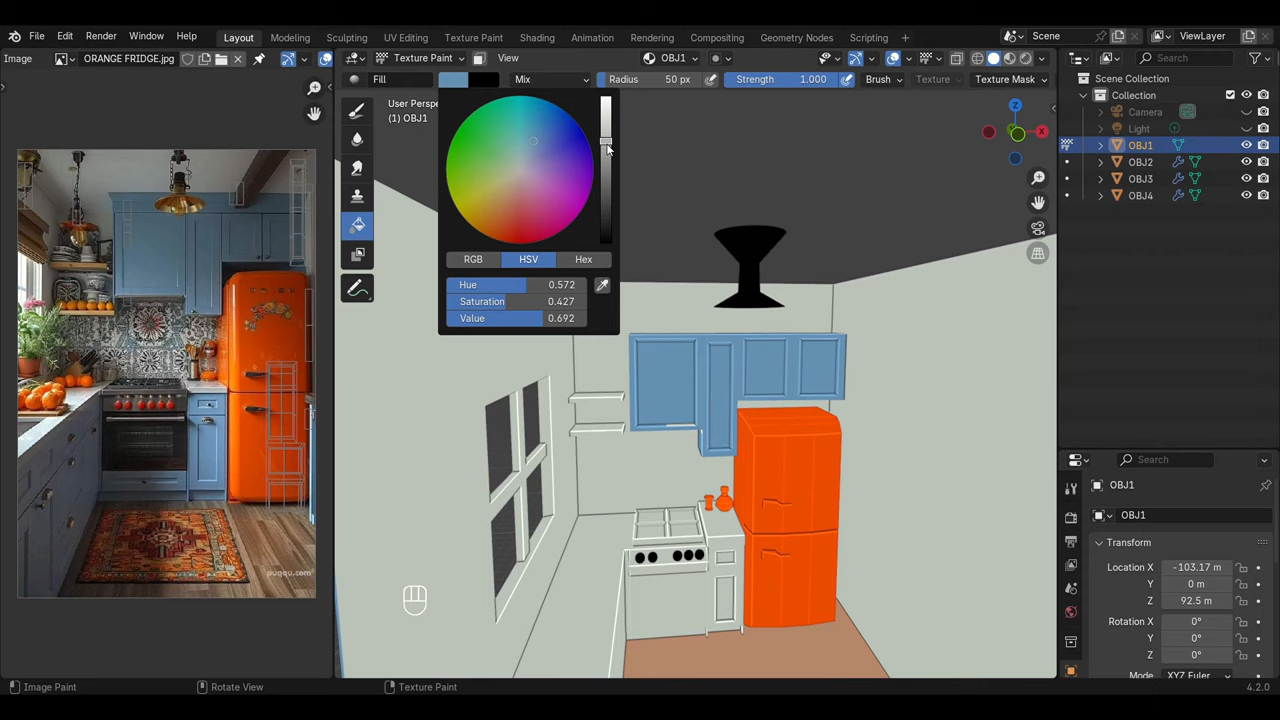 File Edit Render Window Help Layout Modeling Sculpting UV Editing Texture Paint Shading Animation Rendering Compositing Geometry Nodes Scripting Scene ViewLayer
Image ORANGE FRIDGE.jpg Texture Paint View OBJ1 Search
Fill Mix Radius 50 px Strength 1.000 Brush Texture Texture Mask Scene Collection
Collection
User Perspe
(1) OBJ1
Camera
Light
OBJ1
OBJ2
OBJ3
OBJ4
X
Z
RGB HSV Hex
Hue 0.572
Saturation 0.427
Value 0.692
Search
OBJ1
OBJ1
Transform
Location X -103.17 m
Y 0 m
Z 92.5 m
Rotation X 0°
Y 0°
Z 0°
Mode XYZ Euler
puqqu.com
Image Paint Rotate View Texture Paint 4.2.0